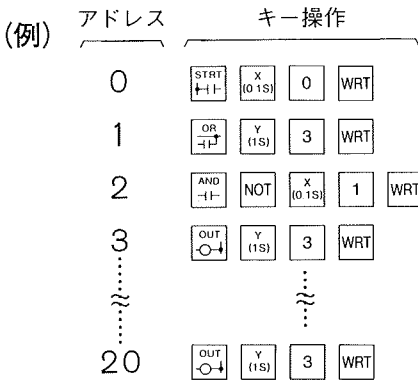 アドレス キー操作
(例)
0 STRT X (0.1S) 0 WRT
1 OR Y (1S) 3 WRT
2 AND NOT X (0.1S) 1 WRT
3 OUT Y (1S) 3 WRT
20 OUT Y (1S) 3 WRT